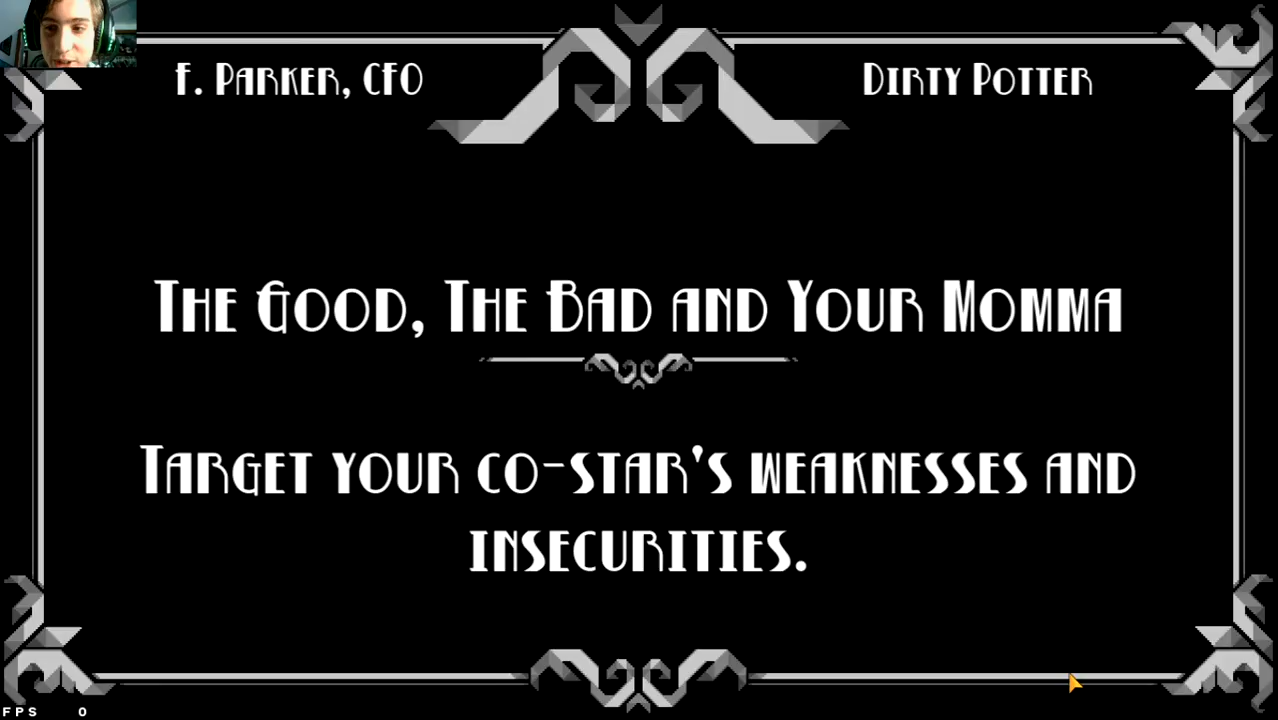 F. Parker, CFO
Dirty Potter
The Good, The Bad and Your Momma
Target your co-star's weaknesses and
insecurities.
FPS 0